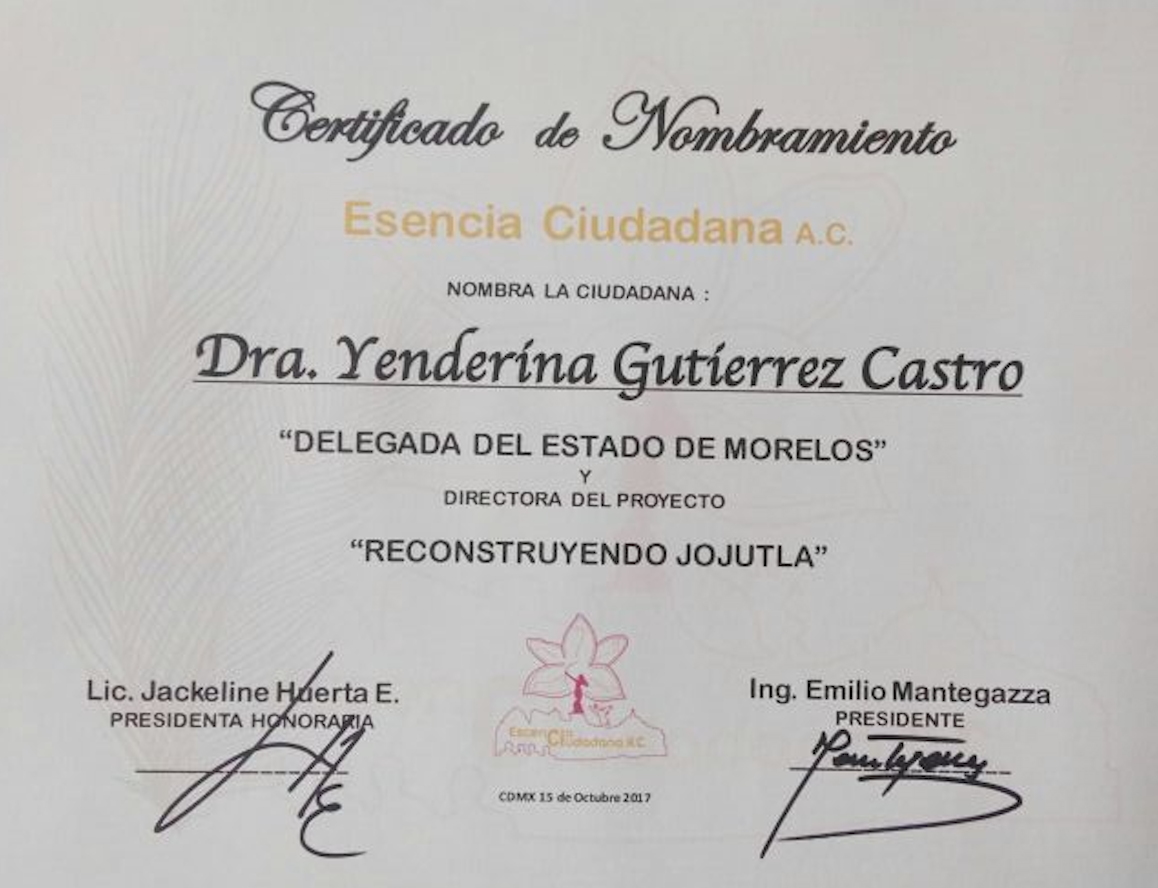 Certificado de Nombramiento
Esencia Ciudadana A.C.
NOMBRA LA CIUDADANA :
Dra. Yenderina Gutierrez Castro
“DELEGADA DEL ESTADO DE MORELOS”
Y
DIRECTORA DEL PROYECTO
“RECONSTRUYENDO JOJUTLA”
Lic. Jackeline Huerta E.
PRESIDENTA HONORARIA
Ciudadana A.C
CDMX 15 de Octubre 2017
Ing. Emilio Mantegazza
PRESIDENTE